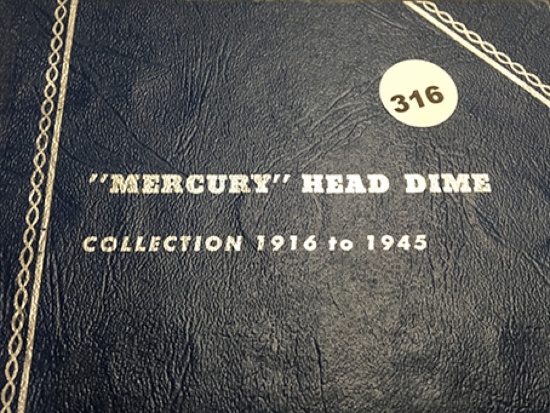 316
"MERCURY" HEAD DIME
COLLECTION 1916 to 1945